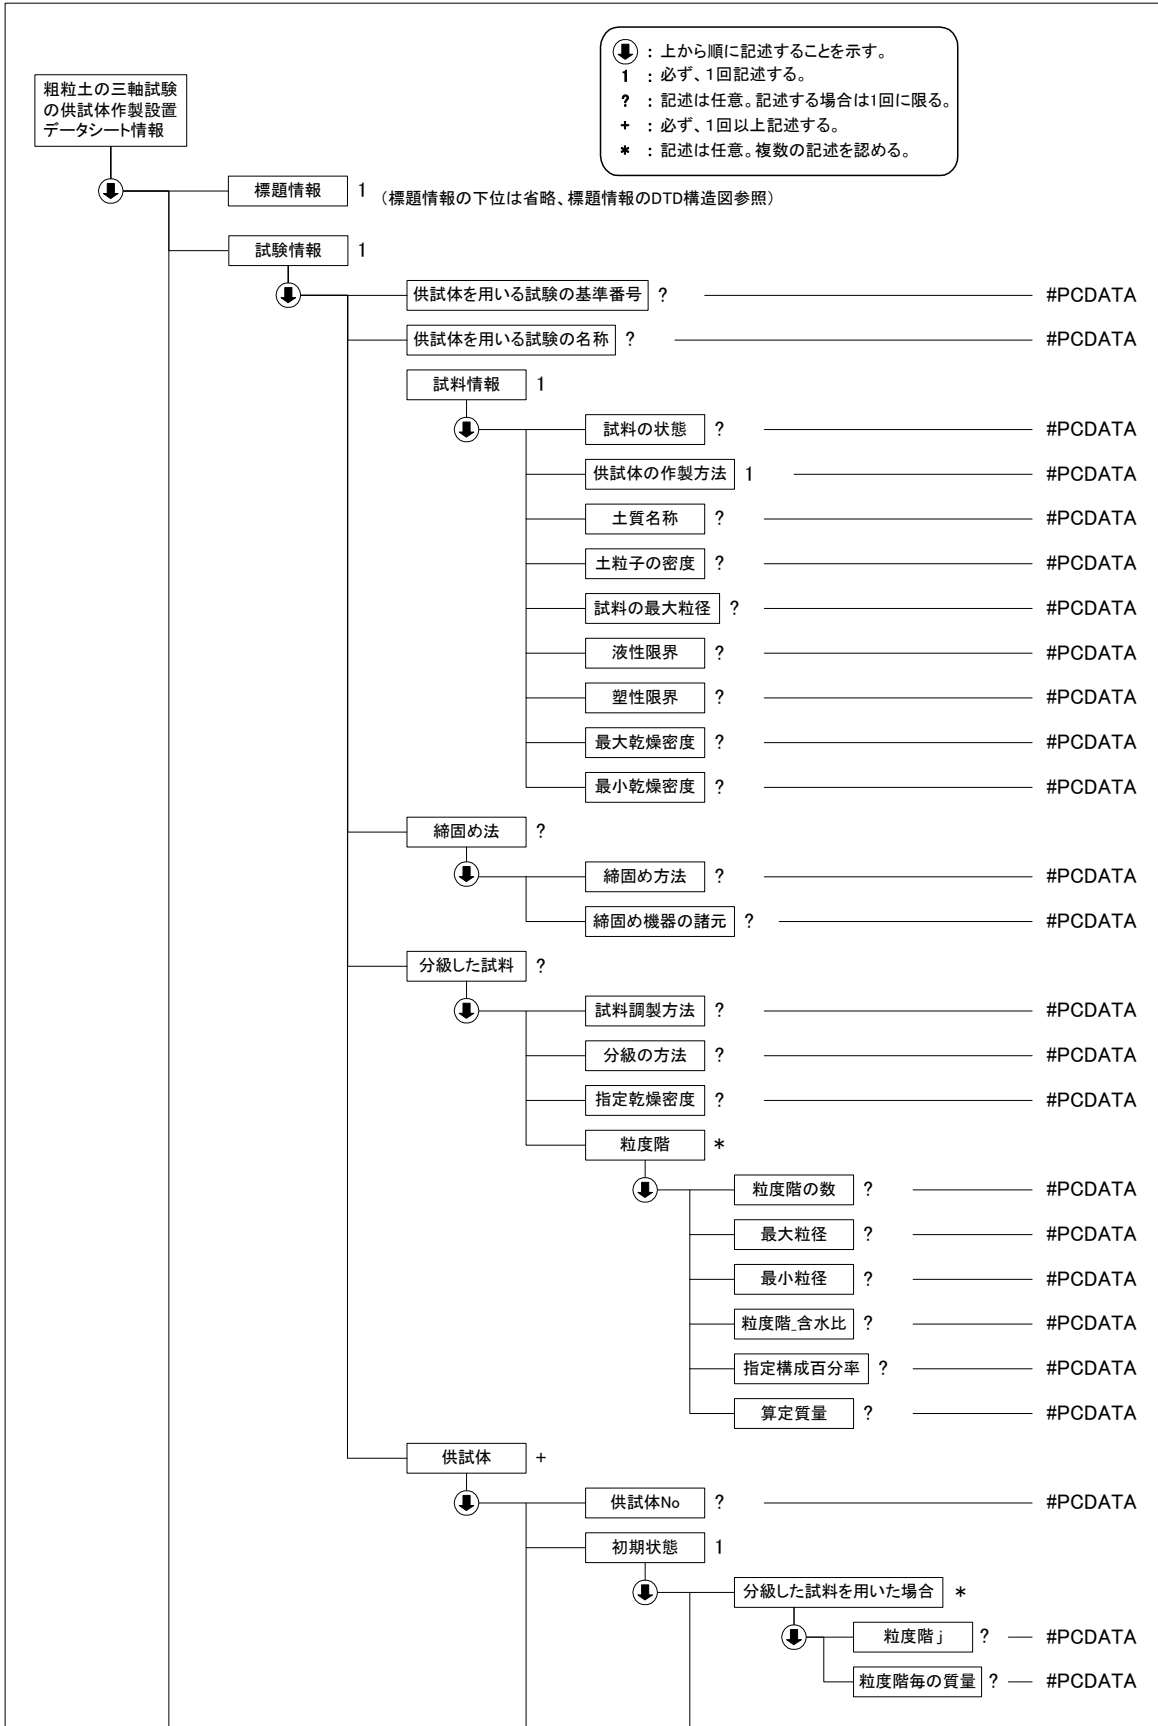 ：上から順に記述することを示す。
1：必ず、1回記述する。
?：記述は任意。記述する場合は1回に限る。
+：必ず、1回以上記述する。
*：記述は任意。複数の記述を認める。
粗粒土の三軸試験
の供試体作製設置
データシート情報
標題情報 1 （標題情報の下位は省略、標題情報のDTD構造図参照）
試験情報 1
供試体を用いる試験の基準番号 ? #PCDATA
供試体を用いる試験の名称 ? #PCDATA
試料情報 1
試料の状態 ? #PCDATA
供試体の作製方法 1 #PCDATA
土質名称 ? #PCDATA
土粒子の密度 ? #PCDATA
試料の最大粒径 ? #PCDATA
液性限界 ? #PCDATA
塑性限界 ? #PCDATA
最大乾燥密度 ? #PCDATA
最小乾燥密度 ? #PCDATA
締固め法 ?
締固め方法 ? #PCDATA
締固め機器の諸元 ? #PCDATA
分級した試料 ?
試料調製方法 ? #PCDATA
分級の方法 ? #PCDATA
指定乾燥密度 ? #PCDATA
粒度階 *
粒度階の数 ? #PCDATA
最大粒径 ? #PCDATA
最小粒径 ? #PCDATA
粒度階_含水比 ? #PCDATA
指定構成百分率 ? #PCDATA
算定質量 ? #PCDATA
供試体 +
供試体No ? #PCDATA
初期状態 1
分級した試料を用いた場合 *
粒度階ｊ ? #PCDATA
粒度階毎の質量 ? #PCDATA